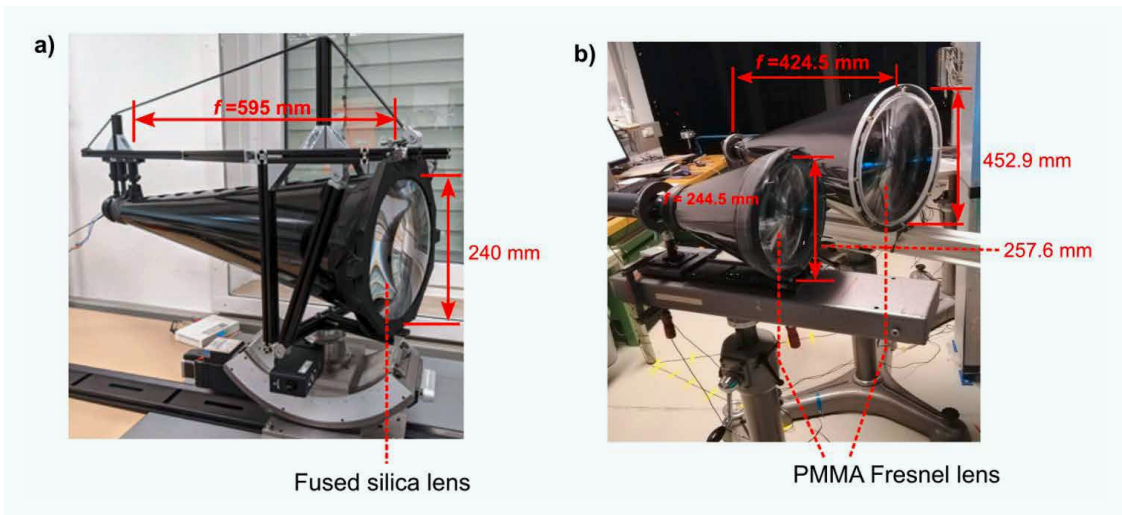 a)
f =595 mm
240 mm
Fused silica lens
b)
f =424.5 mm
452.9 mm
f = 244.5 mm
257.6 mm
PMMA Fresnel lens